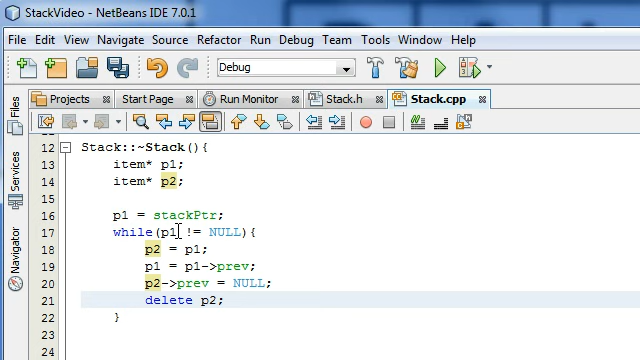 StackVideo - NetBeans IDE 7.0.1
File Edit View Navigate Source Refactor Run Debug Team Tools Window Help
Debug
Projects Start Page Run Monitor Stack.h Stack.cpp
Files
Services
Navigator
12 Stack::~Stack(){
13 item* p1;
14 item* p2;
15
16 p1 = stackPtr;
17 while(p1 != NULL){
18 p2 = p1;
19 p1 = p1->prev;
20 p2->prev = NULL;
21 delete p2;
22 }
23
24